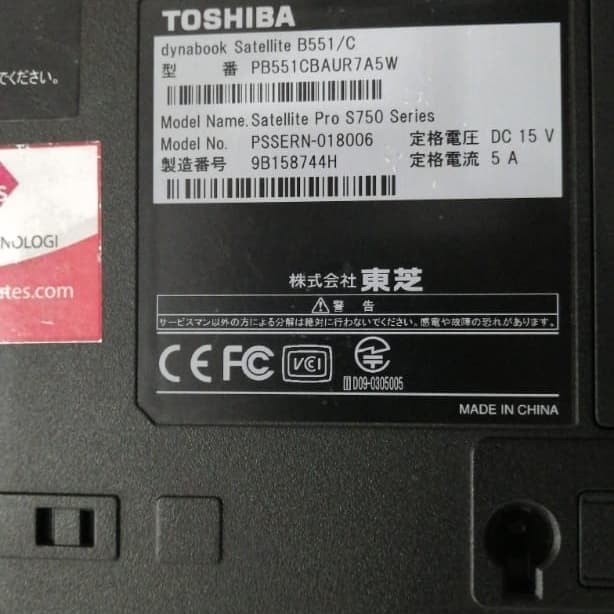 TOSHIBA
dynabook Satellite B551/C
型 番 PB551CBAUR7A5W
Model Name. Satellite Pro S750 Series
Model No. PSSERN-018006 定格電圧 DC 15 V
製造番号 9B158744H 定格電流 5 A
でください。
NOLOGI
tes.com
株式会社 東芝
警 告
サービスマン以外の方による分解は絶対に行わないでください。感電や故障の恐れがあります。
CE FC VCI
D09-0305005
MADE IN CHINA